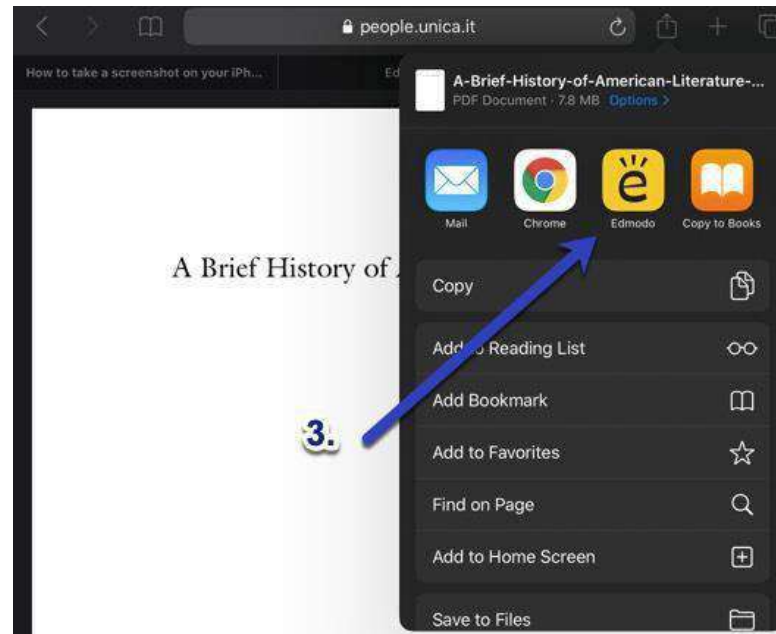 people.unica.it
How to take a screenshot on your iPh...
Ed
A-Brief-History-of-American-Literature-...
PDF Document · 7.8 MB Options >
Mail
Chrome
Edmodo
Copy to Books
A Brief History of
Copy
Add to Reading List
Add Bookmark
3.
Add to Favorites
Find on Page
Add to Home Screen
Save to Files